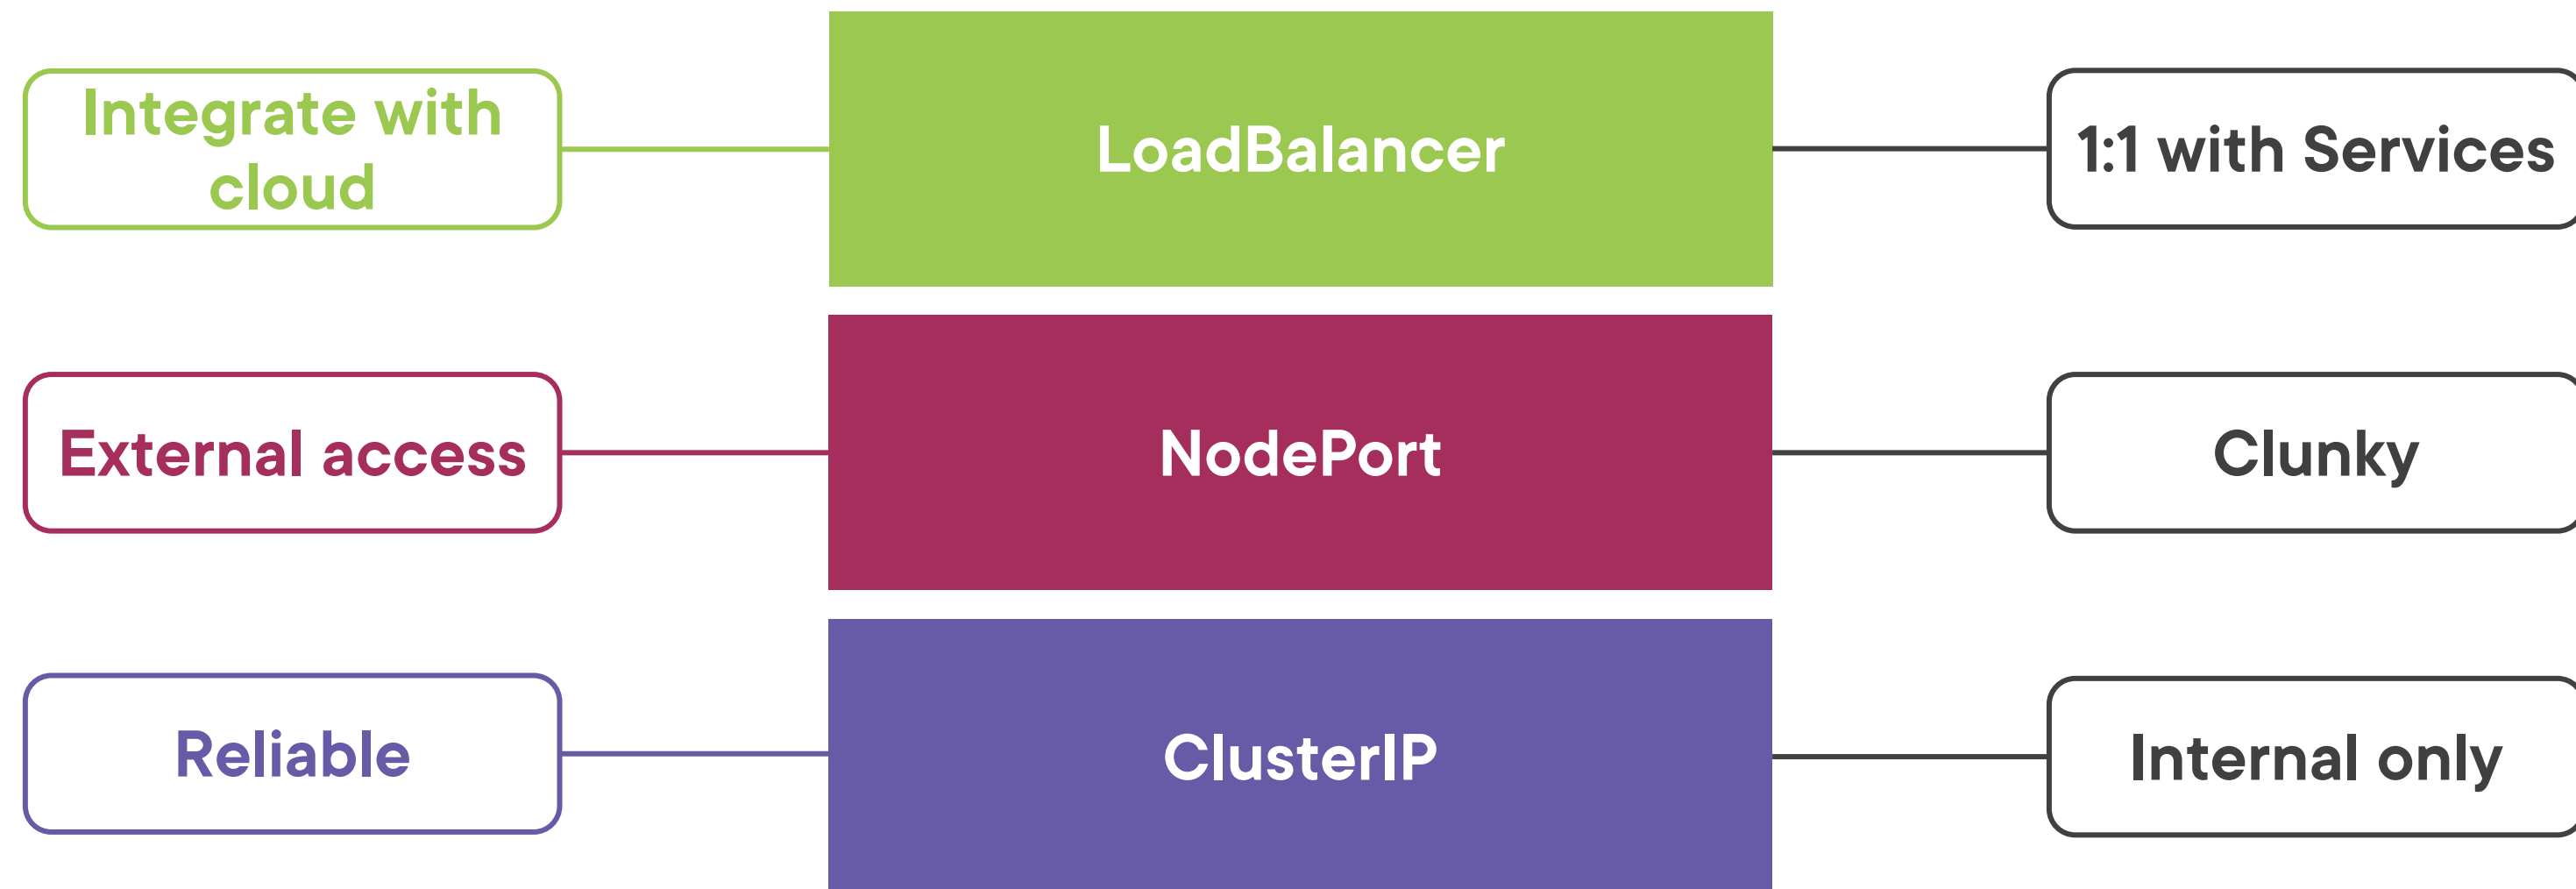 Integrate with
cloud
LoadBalancer
1:1 with Services
External access
NodePort
Clunky
Reliable
ClusterIP
Internal only